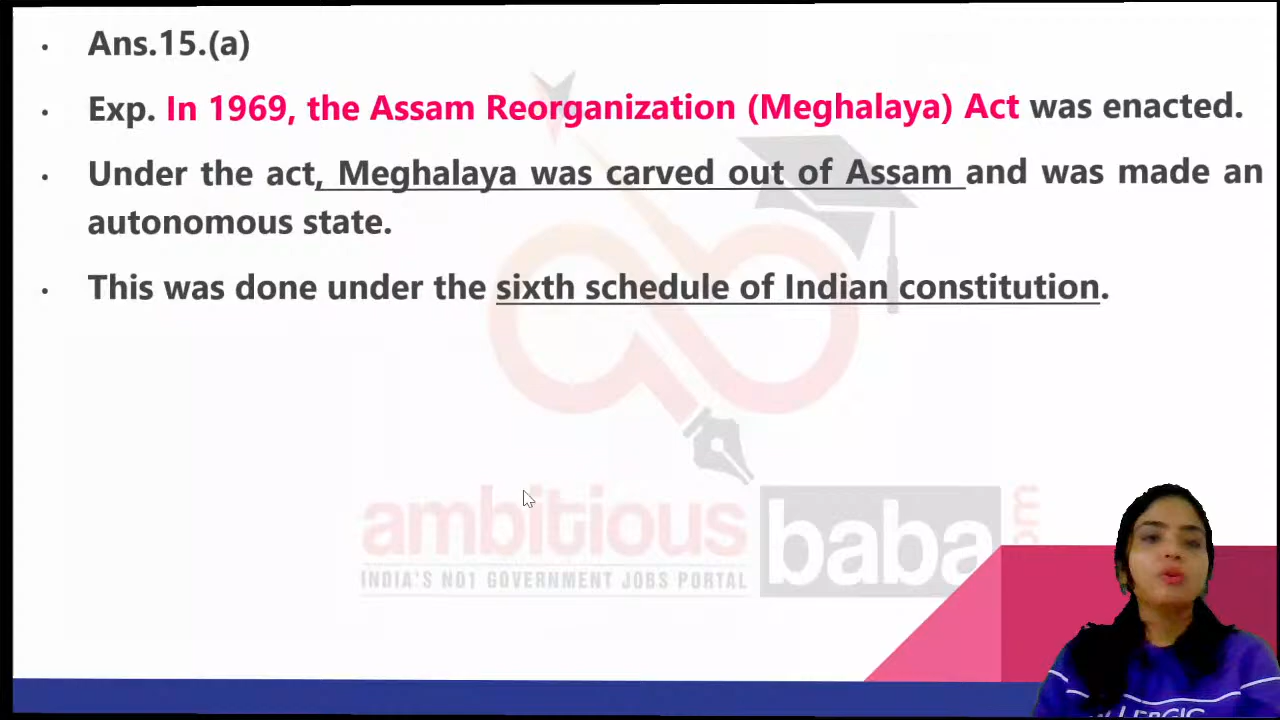 • Ans.15.(a)
• Exp. In 1969, the Assam Reorganization (Meghalaya) Act was enacted.
• Under the act, Meghalaya was carved out of Assam and was made an
autonomous state.
• This was done under the sixth schedule of Indian constitution.
ambitious baba
INDIA'S NO1 GOVERNMENT JOBS PORTAL